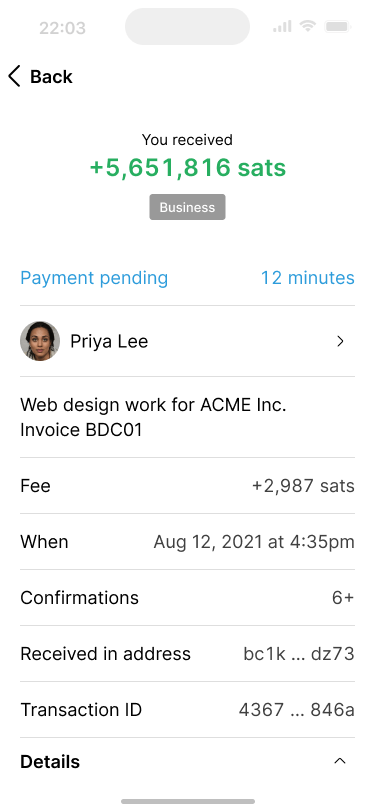 22:03
Back
You received
+5,651,816 sats
Business
Payment pending 12 minutes
Priya Lee
Web design work for ACME Inc.
Invoice BDC01
Fee +2,987 sats
When Aug 12, 2021 at 4:35pm
Confirmations 6+
Received in address bc1k ... dz73
Transaction ID 4367 ... 846a
Details